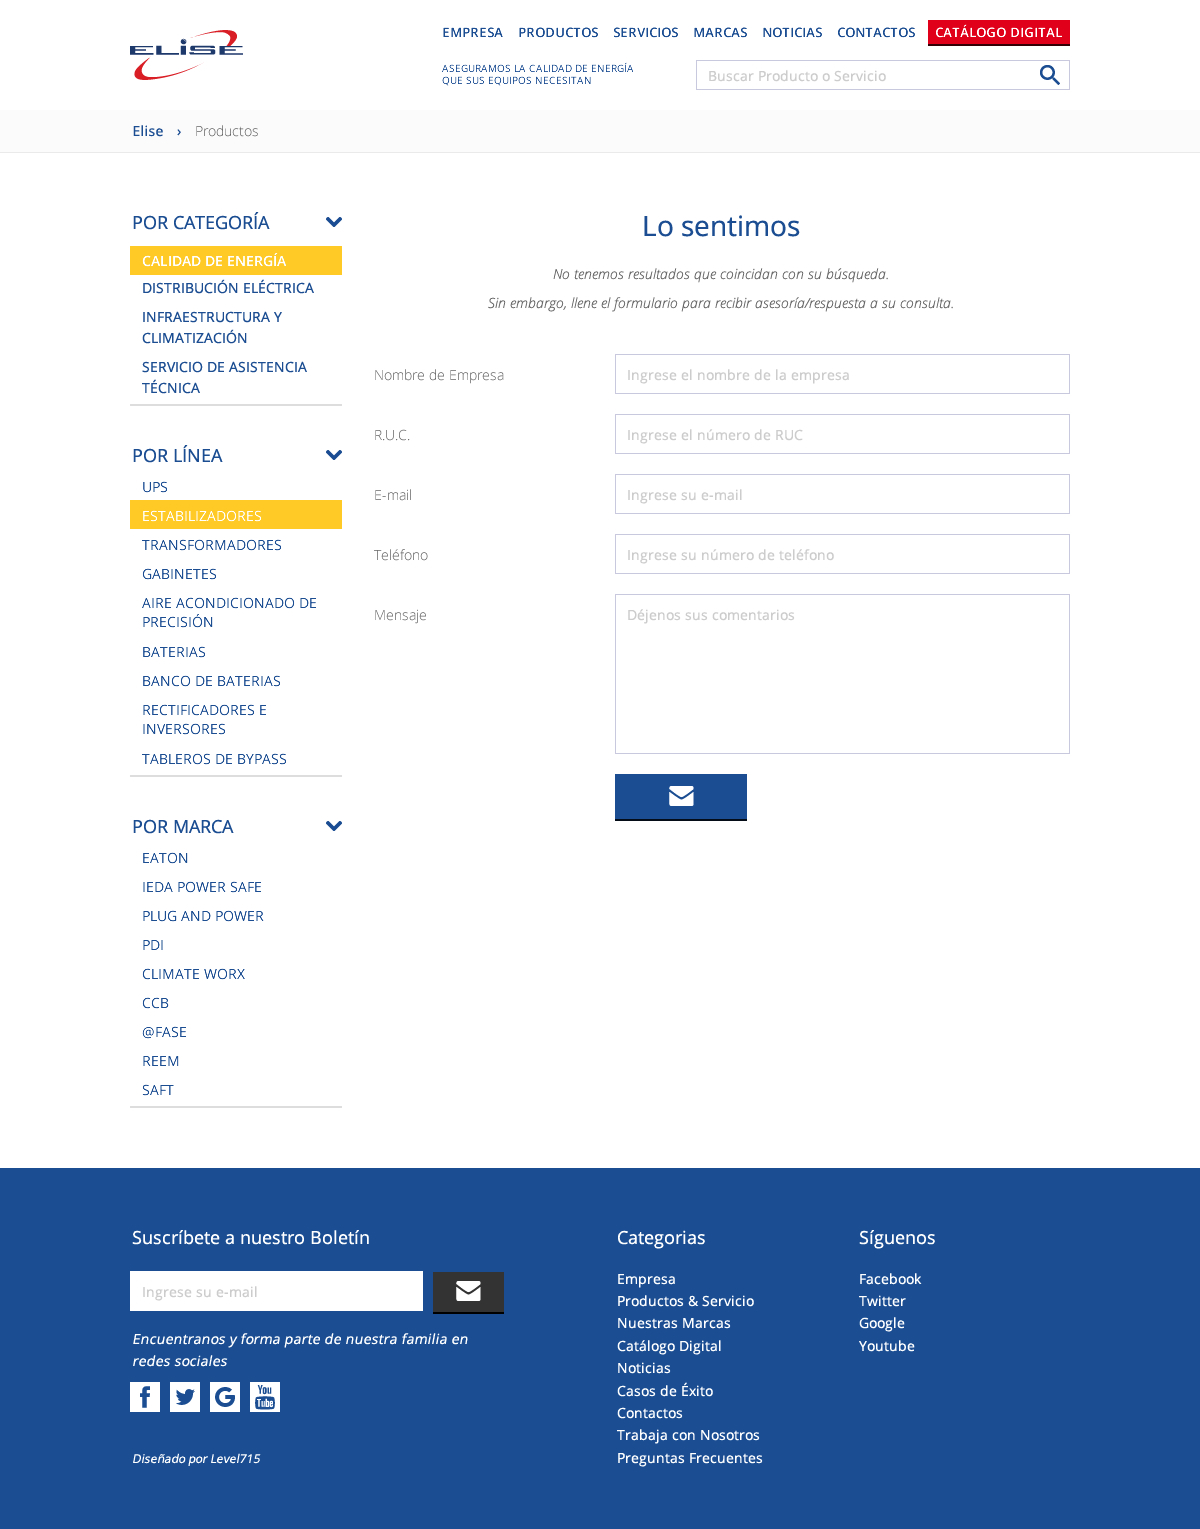 ELISE
EMPRESA PRODUCTOS SERVICIOS MARCAS NOTICIAS CONTACTOS CATÁLOGO DIGITAL
ASEGURAMOS LA CALIDAD DE ENERGÍA
QUE SUS EQUIPOS NECESITAN
Buscar Producto o Servicio
Elise › Productos
POR CATEGORÍA
CALIDAD DE ENERGÍA
DISTRIBUCIÓN ELÉCTRICA
INFRAESTRUCTURA Y
CLIMATIZACIÓN
SERVICIO DE ASISTENCIA
TÉCNICA
POR LÍNEA
UPS
ESTABILIZADORES
TRANSFORMADORES
GABINETES
AIRE ACONDICIONADO DE
PRECISIÓN
BATERIAS
BANCO DE BATERIAS
RECTIFICADORES E
INVERSORES
TABLEROS DE BYPASS
POR MARCA
EATON
IEDA POWER SAFE
PLUG AND POWER
PDI
CLIMATE WORX
CCB
@FASE
REEM
SAFT
Lo sentimos
No tenemos resultados que coincidan con su búsqueda.
Sin embargo, llene el formulario para recibir asesoría/respuesta a su consulta.
Nombre de Empresa
Ingrese el nombre de la empresa
R.U.C.
Ingrese el número de RUC
E-mail
Ingrese su e-mail
Teléfono
Ingrese su número de teléfono
Mensaje
Déjenos sus comentarios
Suscríbete a nuestro Boletín
Ingrese su e-mail
Encuentranos y forma parte de nuestra familia en
redes sociales
f G You Tube
Diseñado por Level715
Categorias
Empresa
Productos & Servicio
Nuestras Marcas
Catálogo Digital
Noticias
Casos de Éxito
Contactos
Trabaja con Nosotros
Preguntas Frecuentes
Síguenos
Facebook
Twitter
Google
Youtube